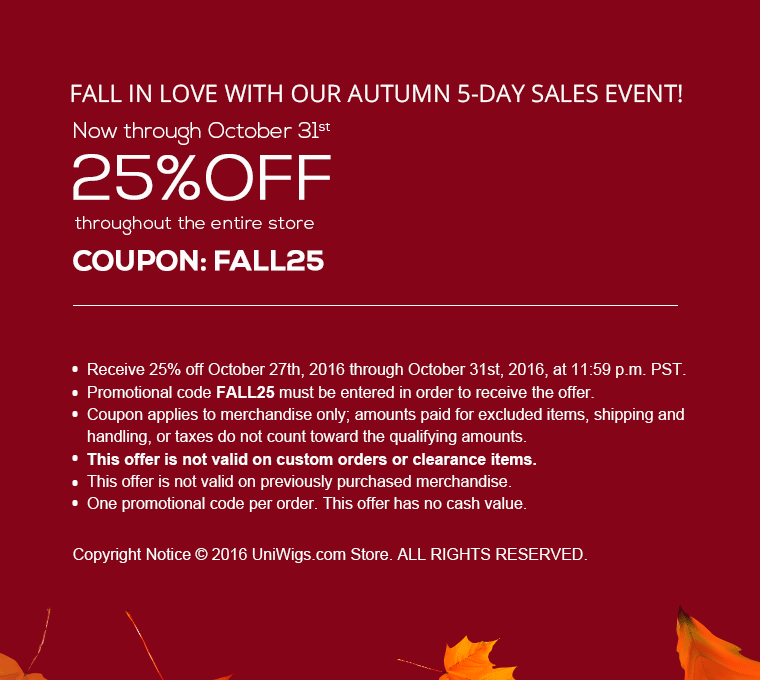 FALL IN LOVE WITH OUR AUTUMN 5-DAY SALES EVENT!
Now through October 31st
25%OFF
throughout the entire store
COUPON: FALL25
• Receive 25% off October 27th, 2016 through October 31st, 2016, at 11:59 p.m. PST.
• Promotional code FALL25 must be entered in order to receive the offer.
• Coupon applies to merchandise only; amounts paid for excluded items, shipping and
handling, or taxes do not count toward the qualifying amounts.
• This offer is not valid on custom orders or clearance items.
• This offer is not valid on previously purchased merchandise.
• One promotional code per order. This offer has no cash value.
Copyright Notice © 2016 UniWigs.com Store. ALL RIGHTS RESERVED.